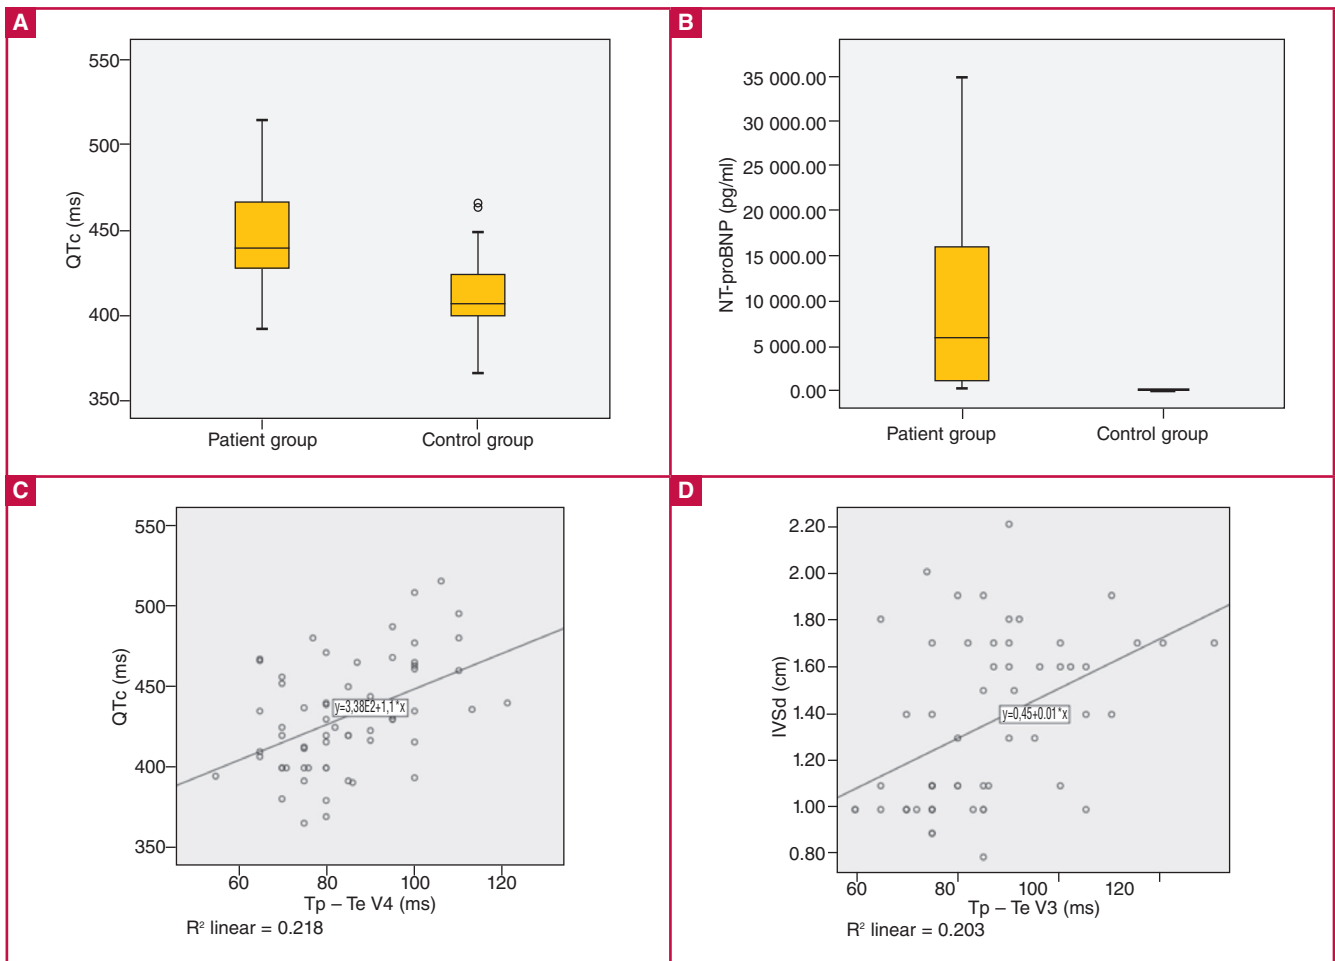 A
550
500
450
400
350
QTc (ms)
Patient group
Control group
B
35 000.00
30 000.00
25 000.00
20 000.00
15 000.00
10 000.00
5 000.00
0.00
NT-proBNP (pg/ml)
Patient group
Control group
C
550
500
450
400
350
QTc (ms)
y=3,38E2+1,1*x
60 80 100 120
Tp – Te V4 (ms)
R² linear = 0.218
D
2.20
2.00
1.80
1.60
1.40
1.20
1.00
0.80
IVSd (cm)
y=0,45+0.01*x
60 80 100 120
Tp – Te V3 (ms)
R² linear = 0.203